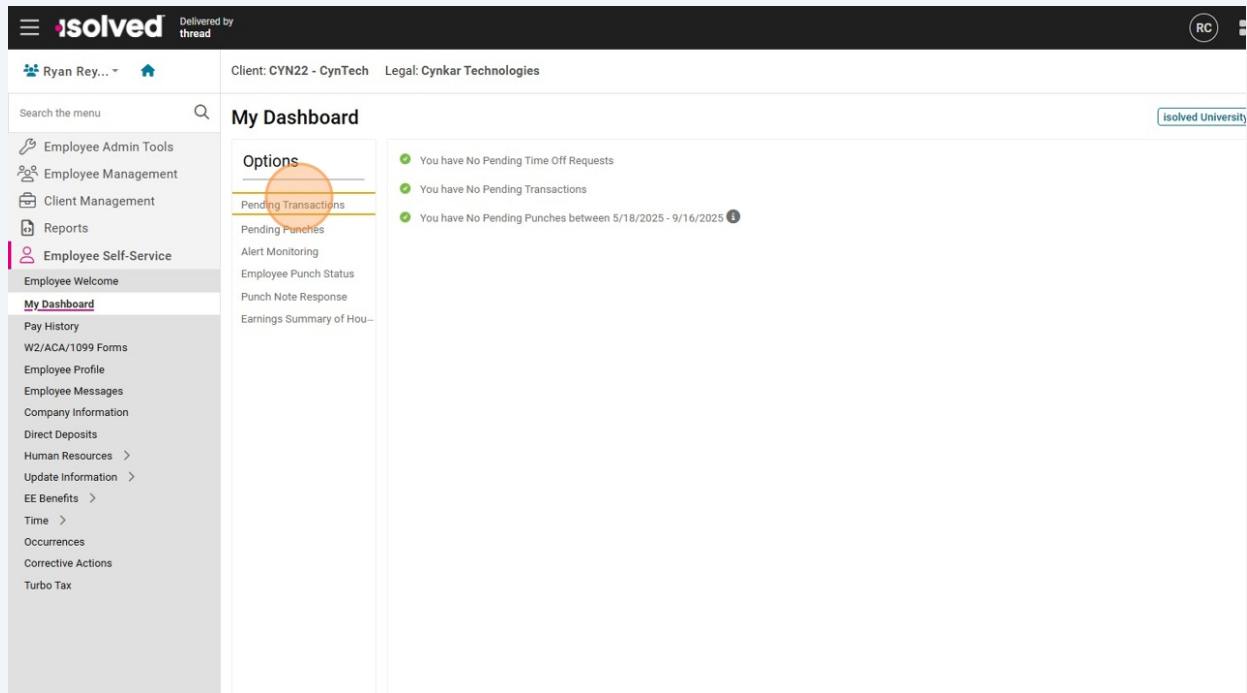 isolved Delivered by thread
RC
Ryan Rey...
Client: CYN22 - CynTech Legal: Cynkar Technologies
Search the menu
Employee Admin Tools
Employee Management
Client Management
Reports
Employee Self-Service
Employee Welcome
My Dashboard
Pay History
W2/ACA/1099 Forms
Employee Profile
Employee Messages
Company Information
Direct Deposits
Human Resources
Update Information
EE Benefits
Time
Occurrences
Corrective Actions
Turbo Tax
My Dashboard
isolved University
Options
Pending Transactions
Pending Punches
Alert Monitoring
Employee Punch Status
Punch Note Response
Earnings Summary of Hou...
You have No Pending Time Off Requests
You have No Pending Transactions
You have No Pending Punches between 5/18/2025 - 9/16/2025